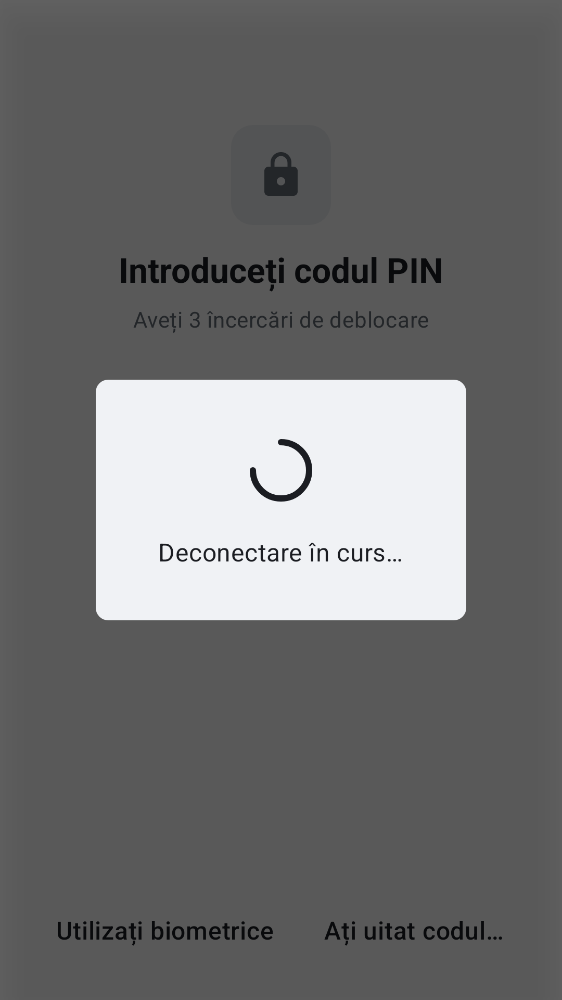 Introduceți codul PIN
Aveți 3 încercări de deblocare
Deconectare în curs…
Utilizați biometrice
Ați uitat codul…